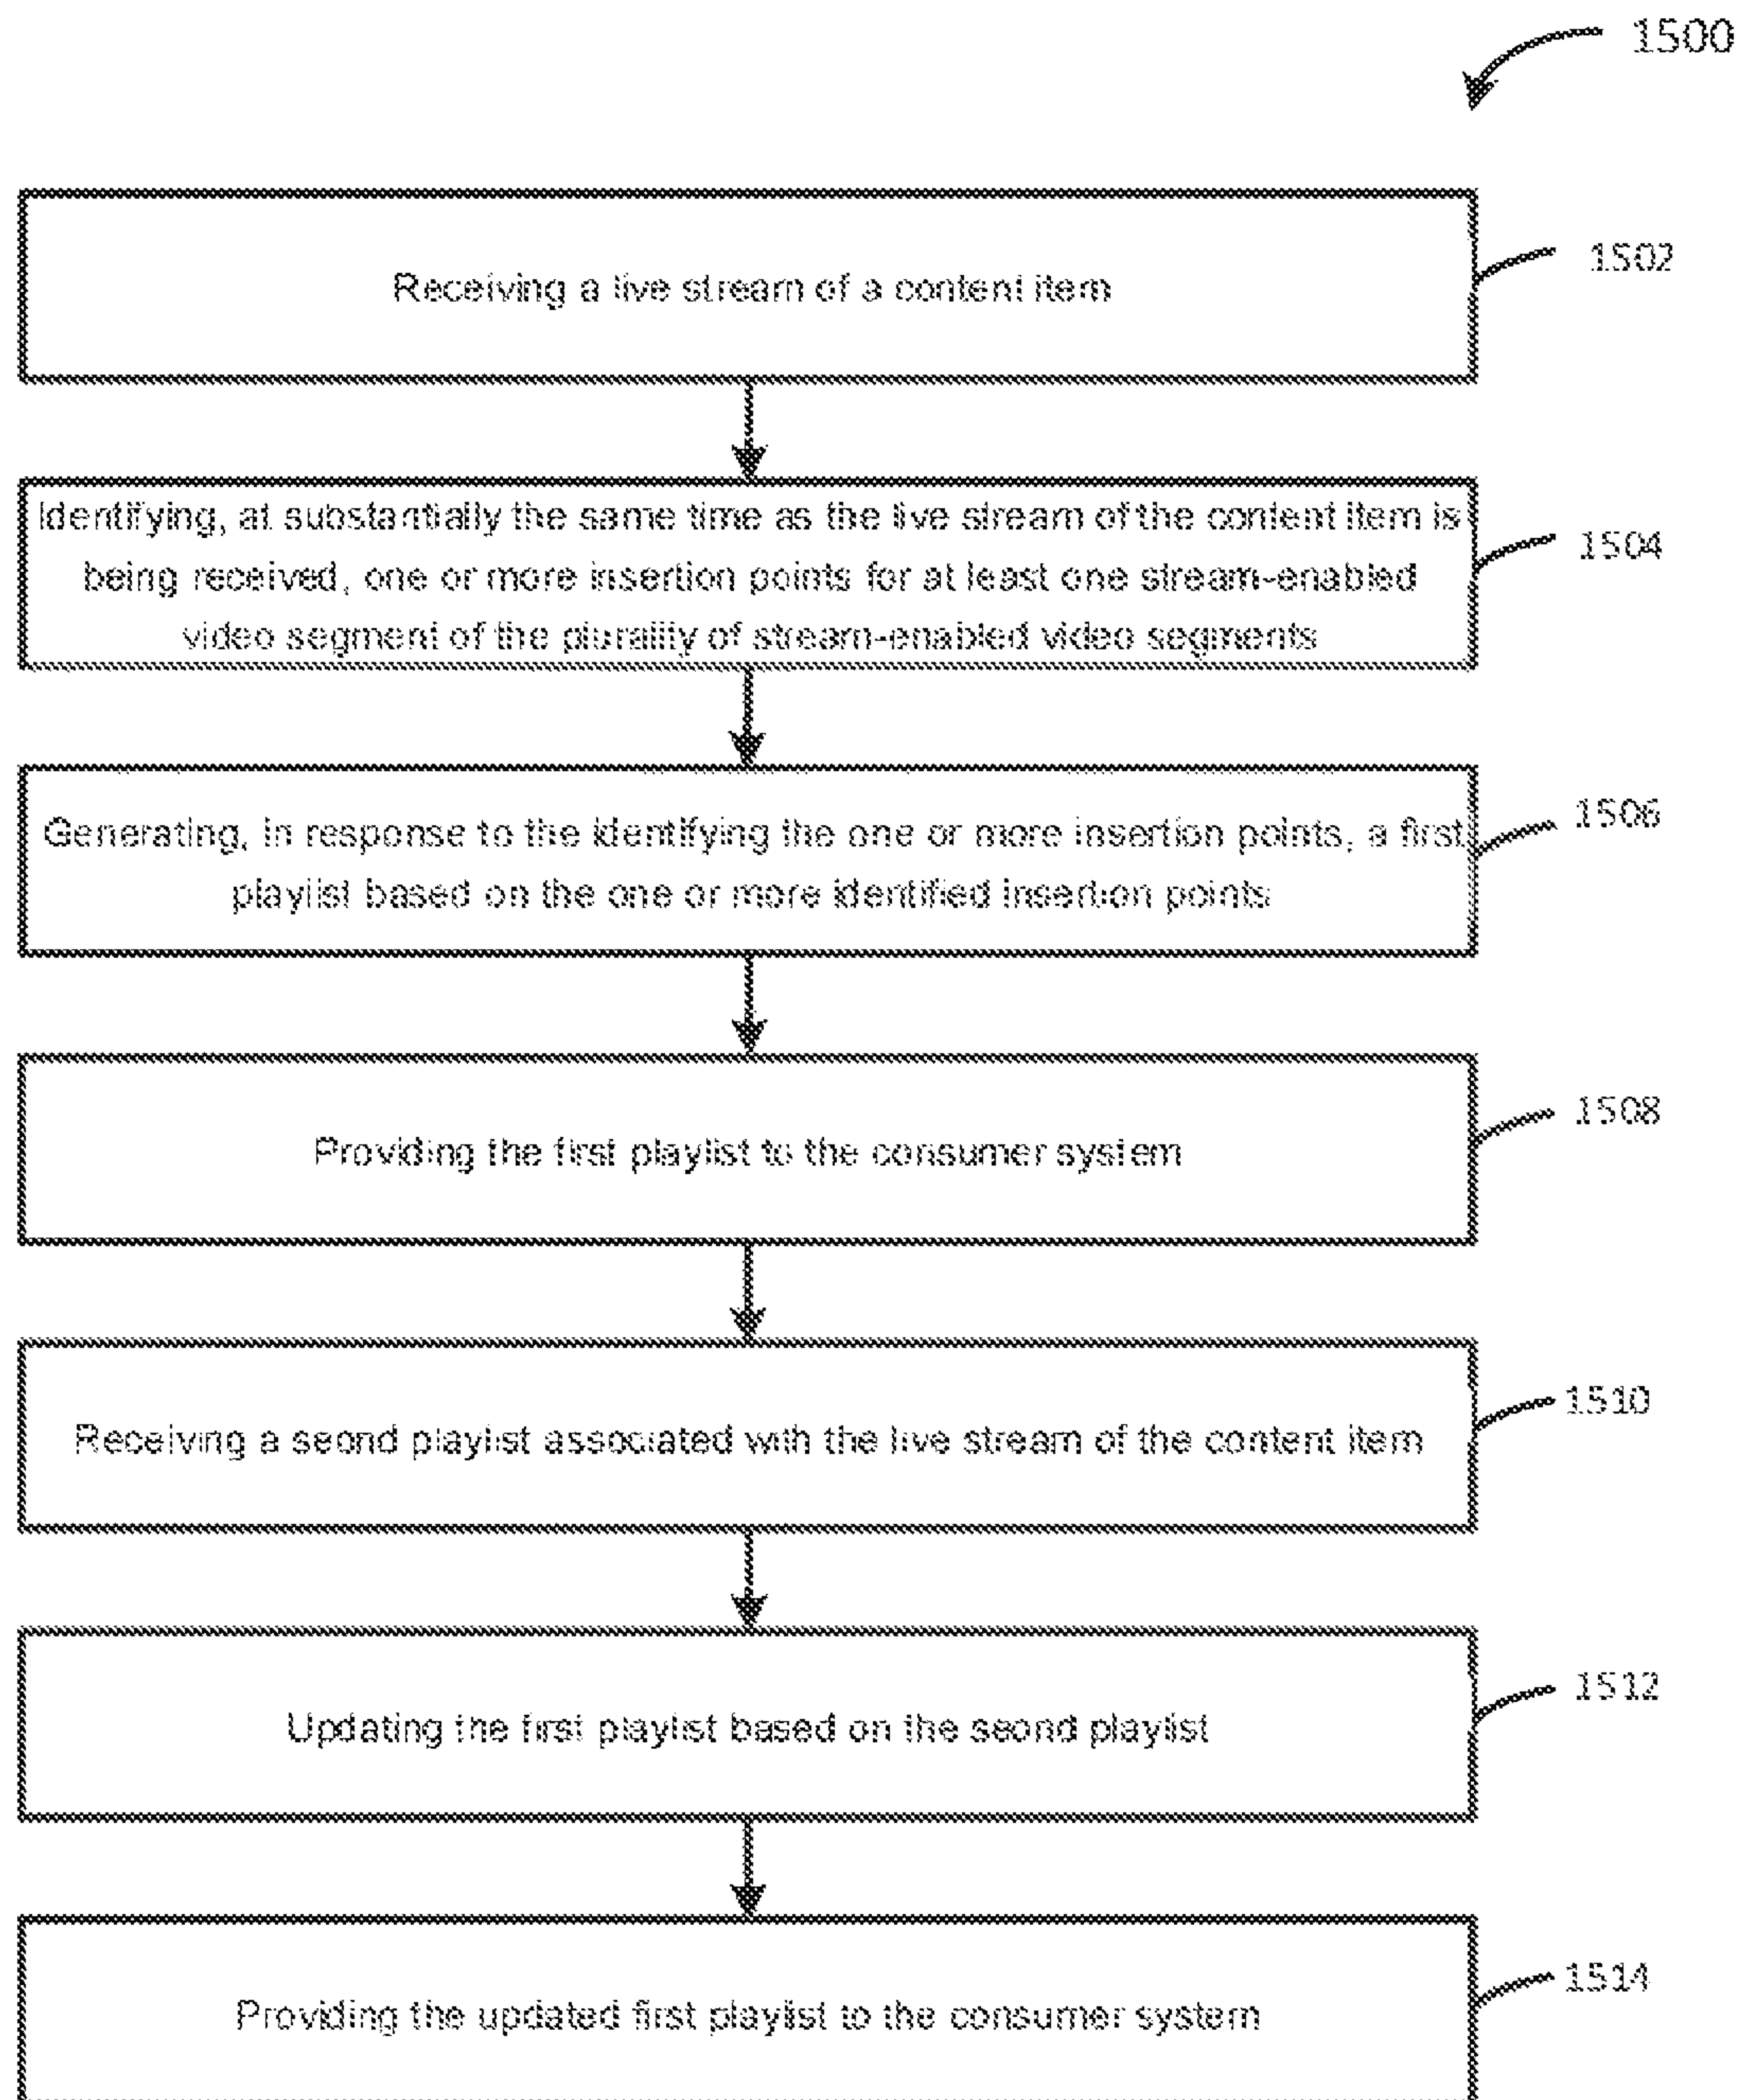 1500
Receiving a live stream of a content item
1502
Identifying, at substantially the same time as the live stream of the content item is
being received, one or more insertion points for at least one stream-enabled
video segment of the plurality of stream-enabled video segments
1504
Generating, in response to the identifying the one or more insertion points, a first
playlist based on the one or more identified insertion points
1506
Providing the first playlist to the consumer system
1508
Receiving a seond playlist associated with the live stream of the content item
1510
Updating the first playlist based on the seond playlist
1512
Providing the updated first playlist to the consumer system
1514